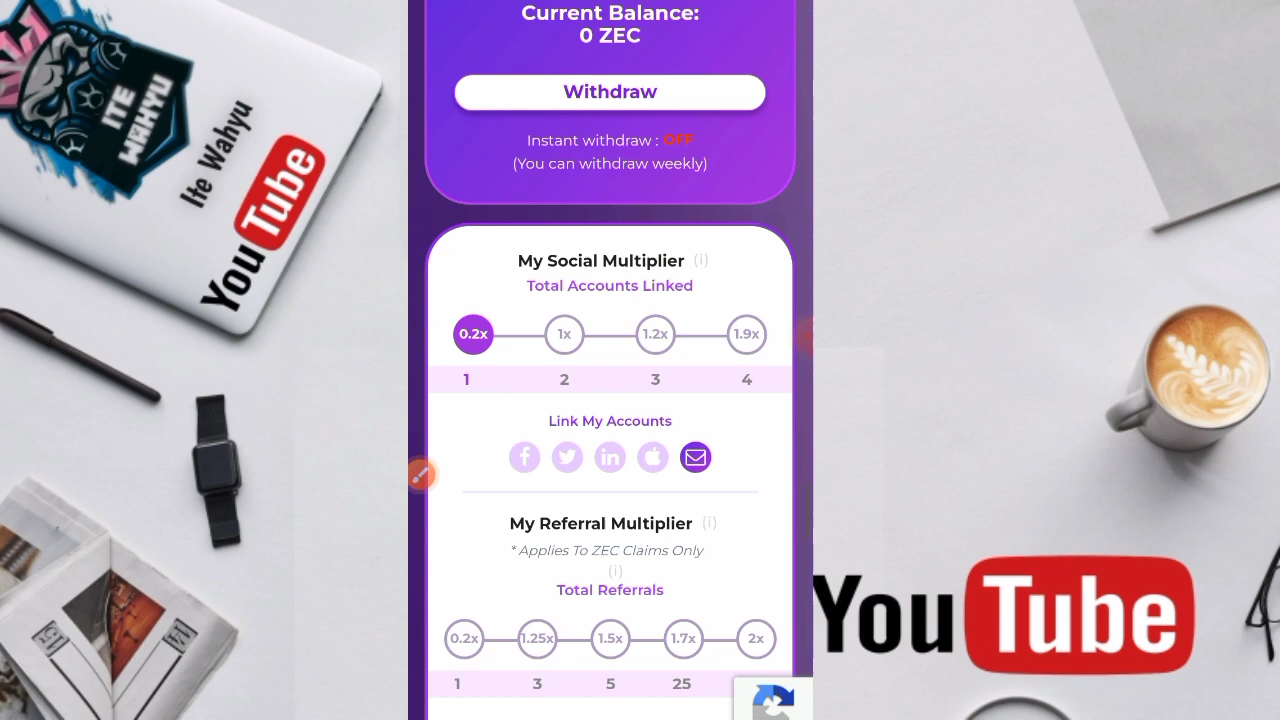 ITE
WAHYU
Ite Wahyu
YouTube
Current Balance:
0 ZEC
Withdraw
Instant withdraw : OFF
(You can withdraw weekly)
My Social Multiplier (i)
Total Accounts Linked
0.2x 1x 1.2x 1.9x
1 2 3 4
Link My Accounts
My Referral Multiplier (i)
* Applies To ZEC Claims Only
(i)
Total Referrals
0.2x 1.25x 1.5x 1.7x 2x
1 3 5 25
YouTube